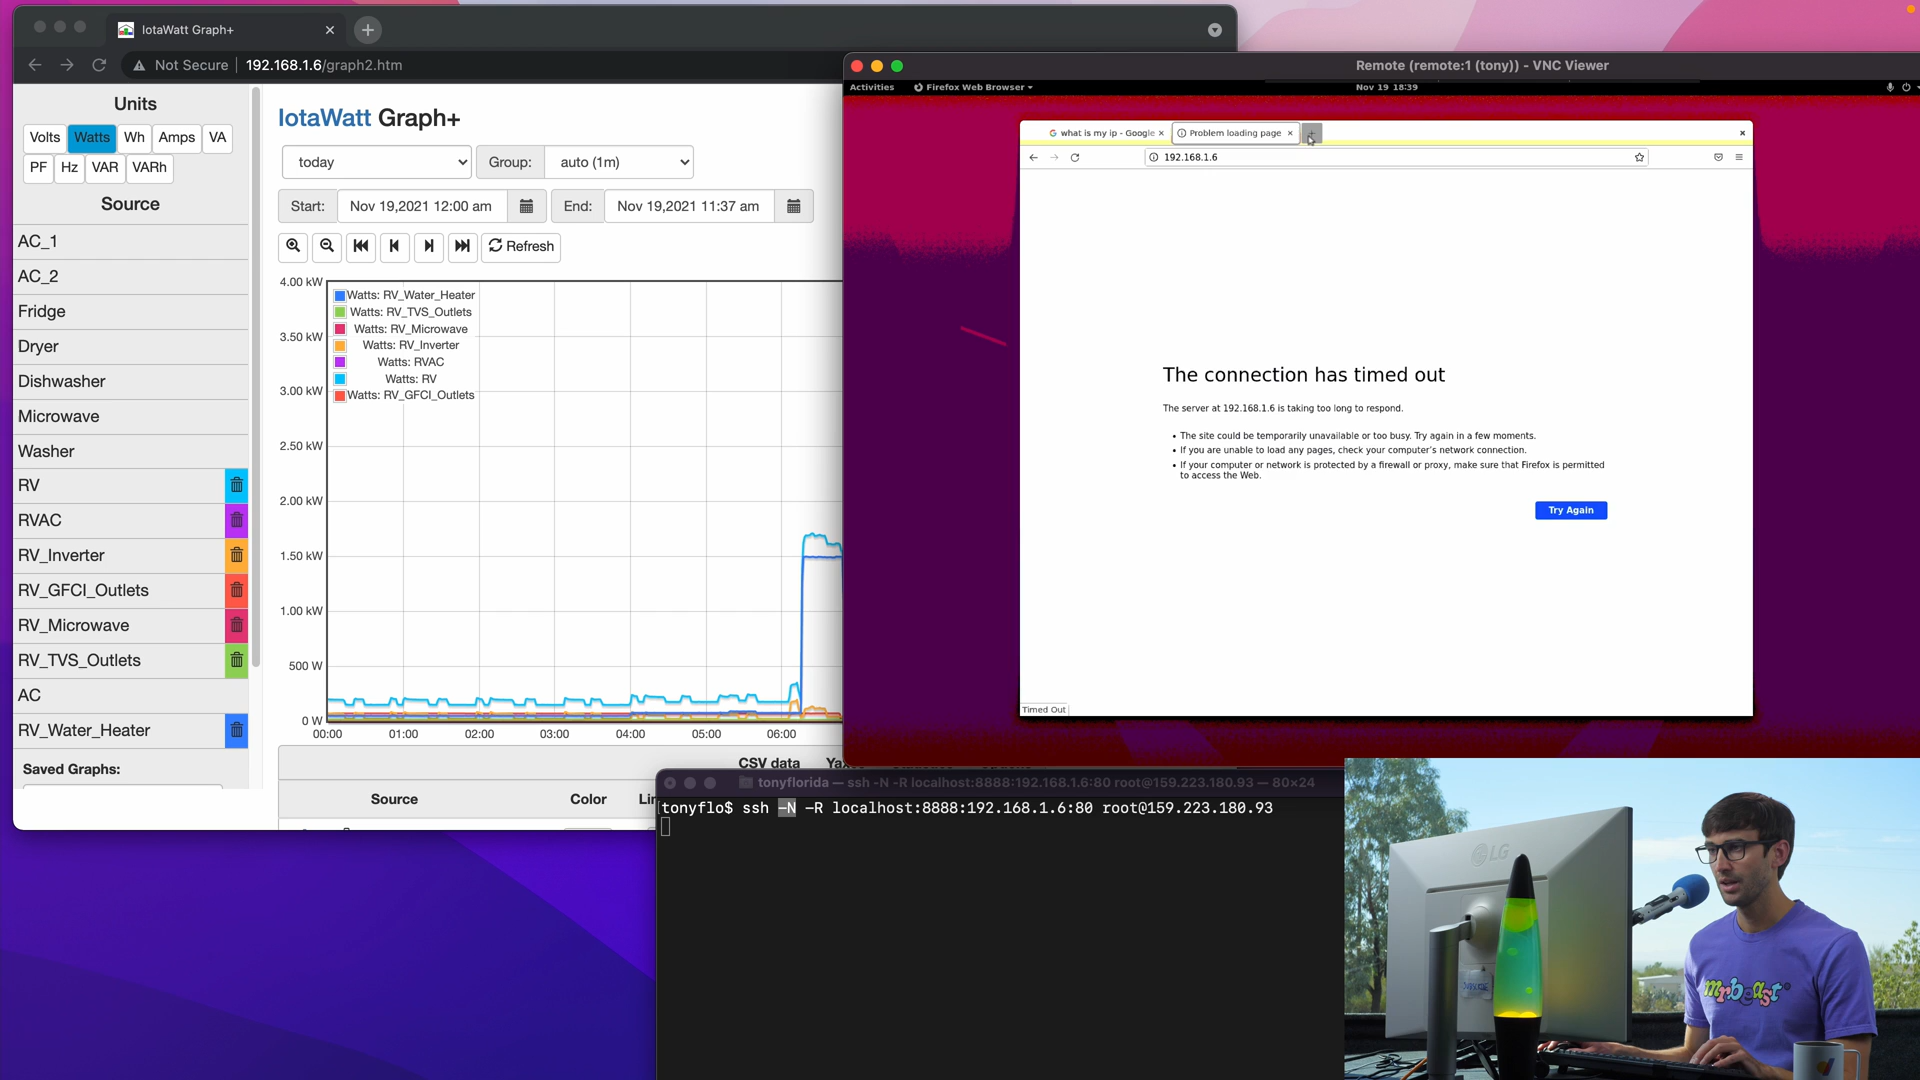 IotaWatt Graph+
Not Secure | 192.168.1.6/graph2.htm
Units
Volts Watts Wh Amps VA
PF Hz VAR VARh
Source
AC_1
AC_2
Fridge
Dryer
Dishwasher
Microwave
Washer
RV
RVAC
RV_Inverter
RV_GFCI_Outlets
RV_Microwave
RV_TVS_Outlets
AC
RV_Water_Heater
Saved Graphs:
IotaWatt Graph+
today Group: auto (1m)
Start: Nov 19,2021 12:00 am End: Nov 19,2021 11:37 am
Refresh
4.00 kW
3.50 kW
3.00 kW
2.50 kW
2.00 kW
1.50 kW
1.00 kW
500 W
0 W
Watts: RV_Water_Heater
Watts: RV_TVS_Outlets
Watts: RV_Microwave
Watts: RV_Inverter
Watts: RVAC
Watts: RV
Watts: RV_GFCI_Outlets
00:00 01:00 02:00 03:00 04:00 05:00 06:00
CSV data
Source Color
Remote (remote:1 (tony)) - VNC Viewer
Activities Firefox Web Browser Nov 19 18:39
what is my ip - Google Problem loading page
192.168.1.6
The connection has timed out
The server at 192.168.1.6 is taking too long to respond.
• The site could be temporarily unavailable or too busy. Try again in a few moments.
• If you are unable to load any pages, check your computer's network connection.
• If your computer or network is protected by a firewall or proxy, make sure that Firefox is permitted
to access the Web.
Try Again
Timed Out
tonyflorida — ssh -N -R localhost:8888:192.168.1.6:80 root@159.223.180.93 — 80×24
[tonyflo$ ssh -N -R localhost:8888:192.168.1.6:80 root@159.223.180.93
LG
mrbeast